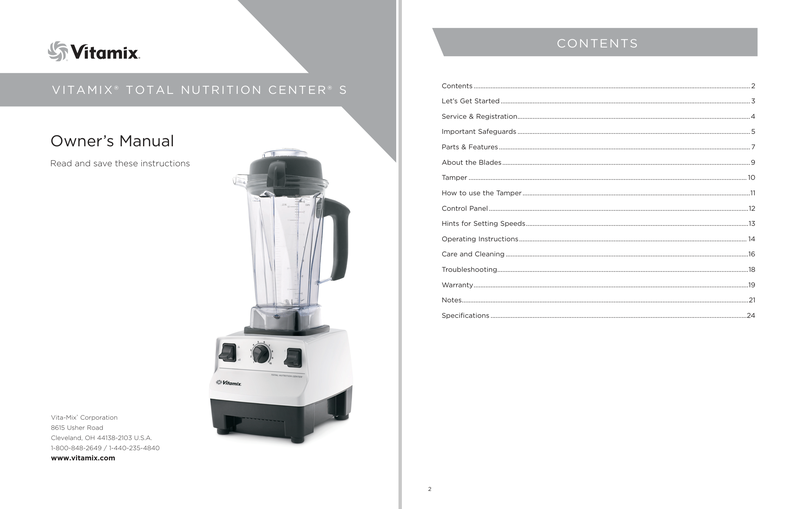 Vitamix®
VITAMIX® TOTAL NUTRITION CENTER® S
Owner's Manual
Read and save these instructions
Vitamix
Vita-Mix® Corporation
8615 Usher Road
Cleveland, OH 44138-2103 U.S.A.
1-800-848-2649 / 1-440-235-4840
www.vitamix.com
CONTENTS
Contents 2
Let's Get Started 3
Service & Registration 4
Important Safeguards 5
Parts & Features 7
About the Blades 9
Tamper 10
How to use the Tamper 11
Control Panel 12
Hints for Setting Speeds 13
Operating Instructions 14
Care and Cleaning 16
Troubleshooting 18
Warranty 19
Notes 21
Specifications 24
2